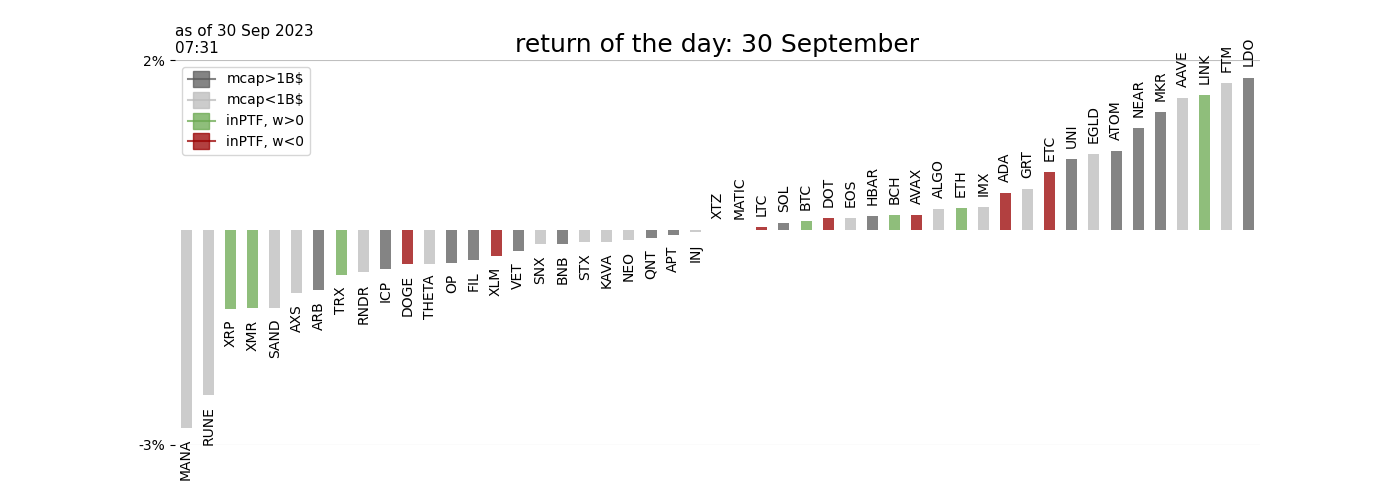 as of 30 Sep 2023
07:31
return of the day: 30 September
2%
mcap>1B$
mcap<1B$
inPTF, w>0
inPTF, w<0
-3%
MANA
RUNE
XRP
XMR
SAND
AXS
ARB
TRX
RNDR
ICP
DOGE
THETA
OP
FIL
XLM
VET
SNX
BNB
STX
KAVA
NEO
QNT
APT
INJ
XTZ
MATIC
LTC
SOL
BTC
DOT
EOS
HBAR
BCH
AVAX
ALGO
ETH
IMX
ADA
GRT
ETC
UNI
EGLD
ATOM
NEAR
MKR
AAVE
LINK
FTM
LDO